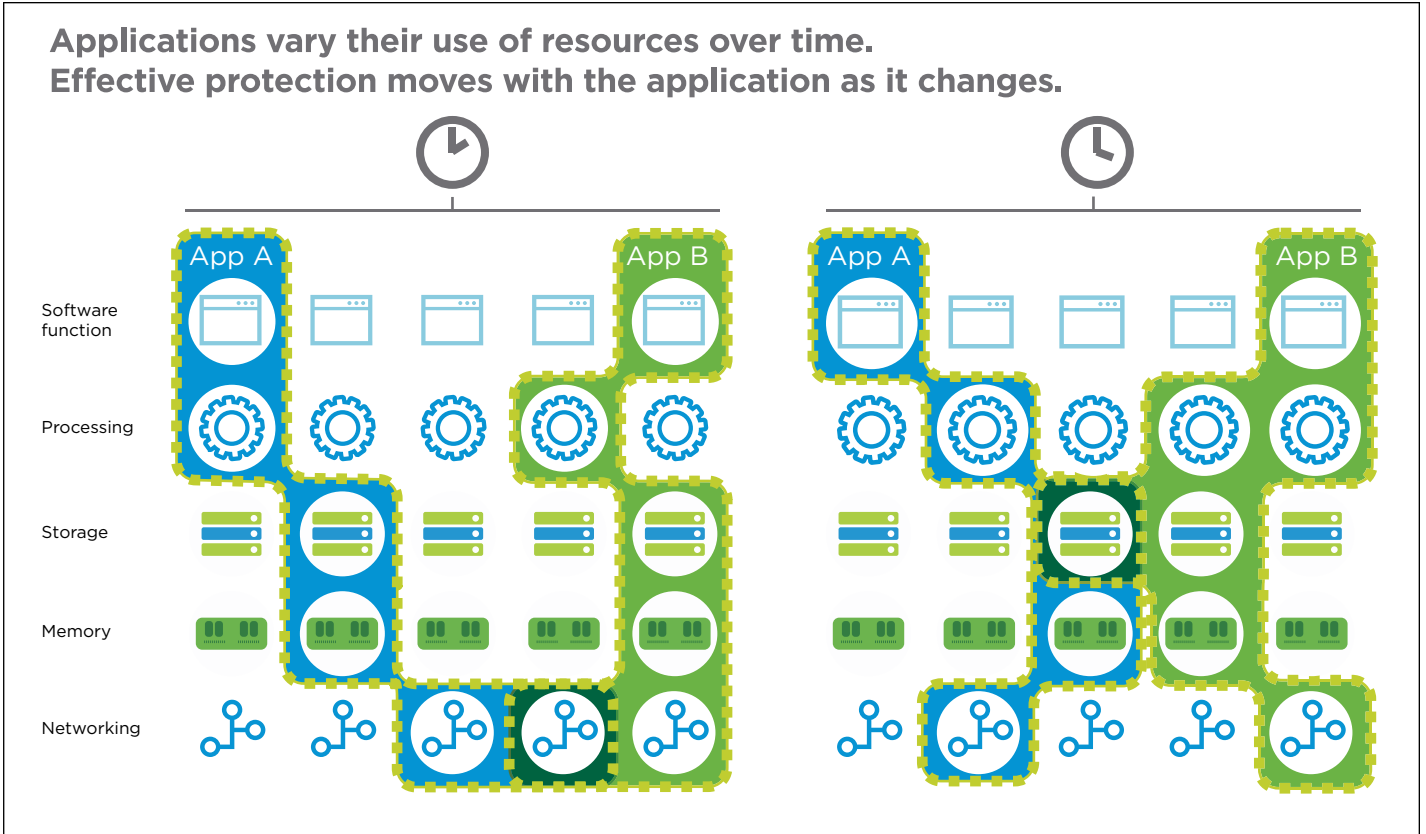 Applications vary their use of resources over time.
Effective protection moves with the application as it changes.
App A
App B
App A
App B
Software
function
Processing
Storage
Memory
Networking